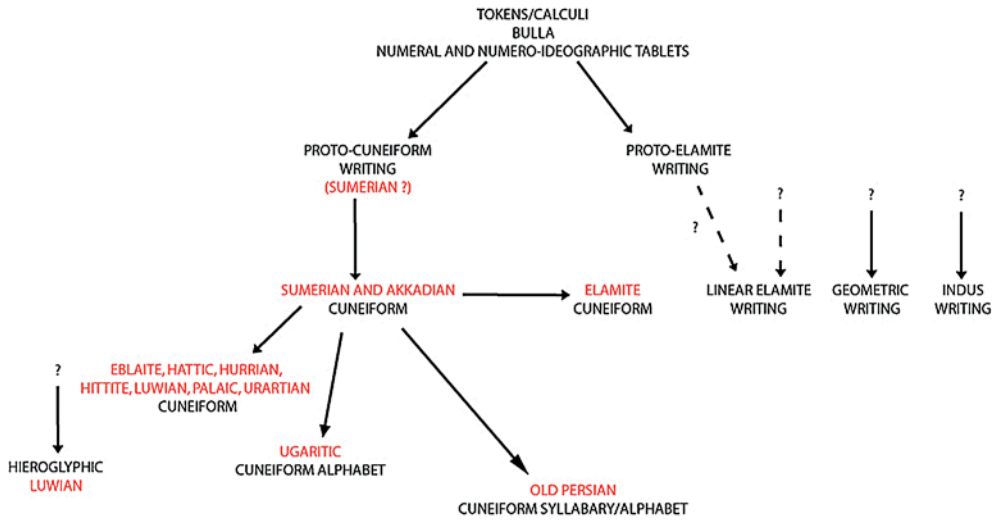 TOKENS/CALCULI
BULLA
NUMERAL AND NUMERO-IDEOGRAPHIC TABLETS
PROTO-CUNEIFORM
WRITING
(SUMERIAN ?)
PROTO-ELAMITE
WRITING
?
?
?
?
SUMERIAN AND AKKADIAN
CUNEIFORM
ELAMITE
CUNEIFORM
LINEAR ELAMITE
WRITING
GEOMETRIC
WRITING
INDUS
WRITING
?
EBLAITE, HATTIC, HURRIAN,
HITTITE, LUWIAN, PALAIC, URARTIAN
CUNEIFORM
HIEROGLYPHIC
LUWIAN
UGARITIC
CUNEIFORM ALPHABET
OLD PERSIAN
CUNEIFORM SYLLABARY/ALPHABET